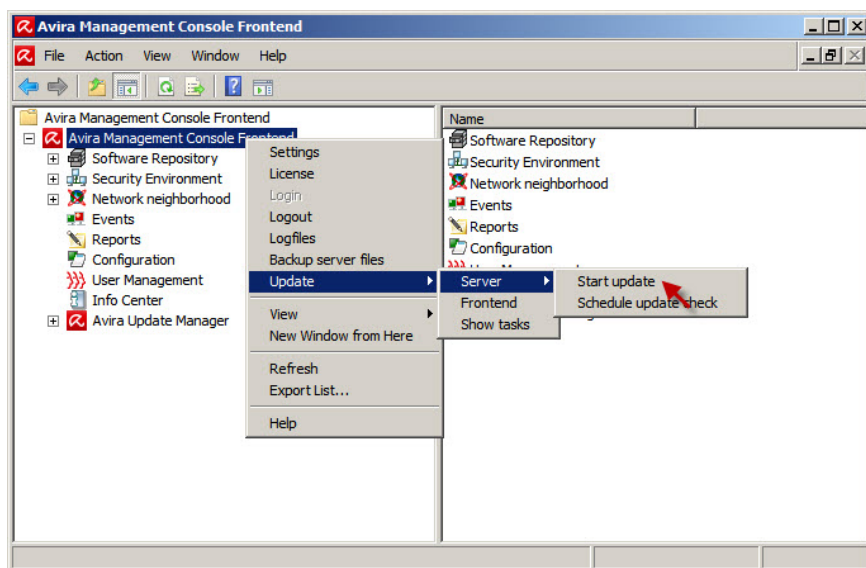 Avira Management Console Frontend
File Action View Window Help
Avira Management Console Frontend
Avira Management Console Frontend
Software Repository
Security Environment
Network neighborhood
Events
Reports
Configuration
User Management
Info Center
Avira Update Manager
Settings
License
Login
Logout
Logfiles
Backup server files
Update
View
New Window from Here
Refresh
Export List...
Help
Name
Software Repository
Security Environment
Network neighborhood
Events
Reports
Configuration
Server
Frontend
Show tasks
Start update
Schedule update check